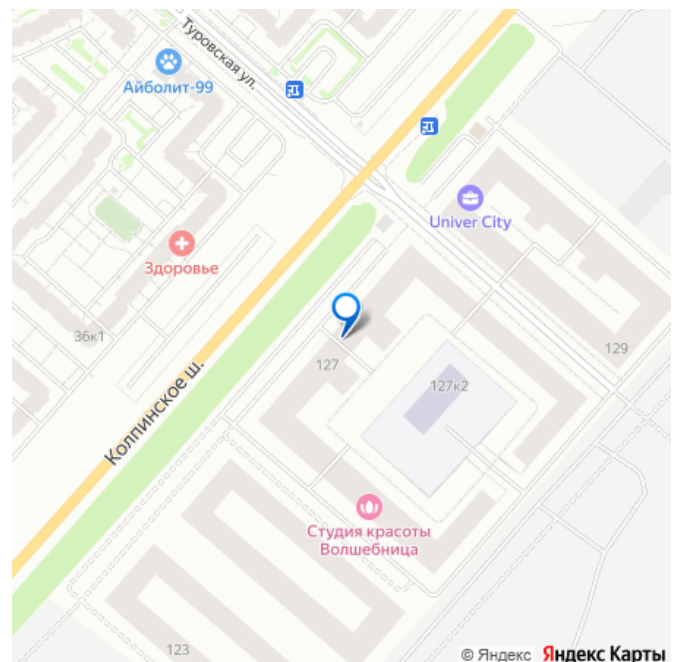 Туровская ул.
Айболит-99
Univer City
Здоровье
36к1
129
127
127к2
Колпинское ш.
Студия красоты
Волшебница
123
© Яндекс Яндекс Карты